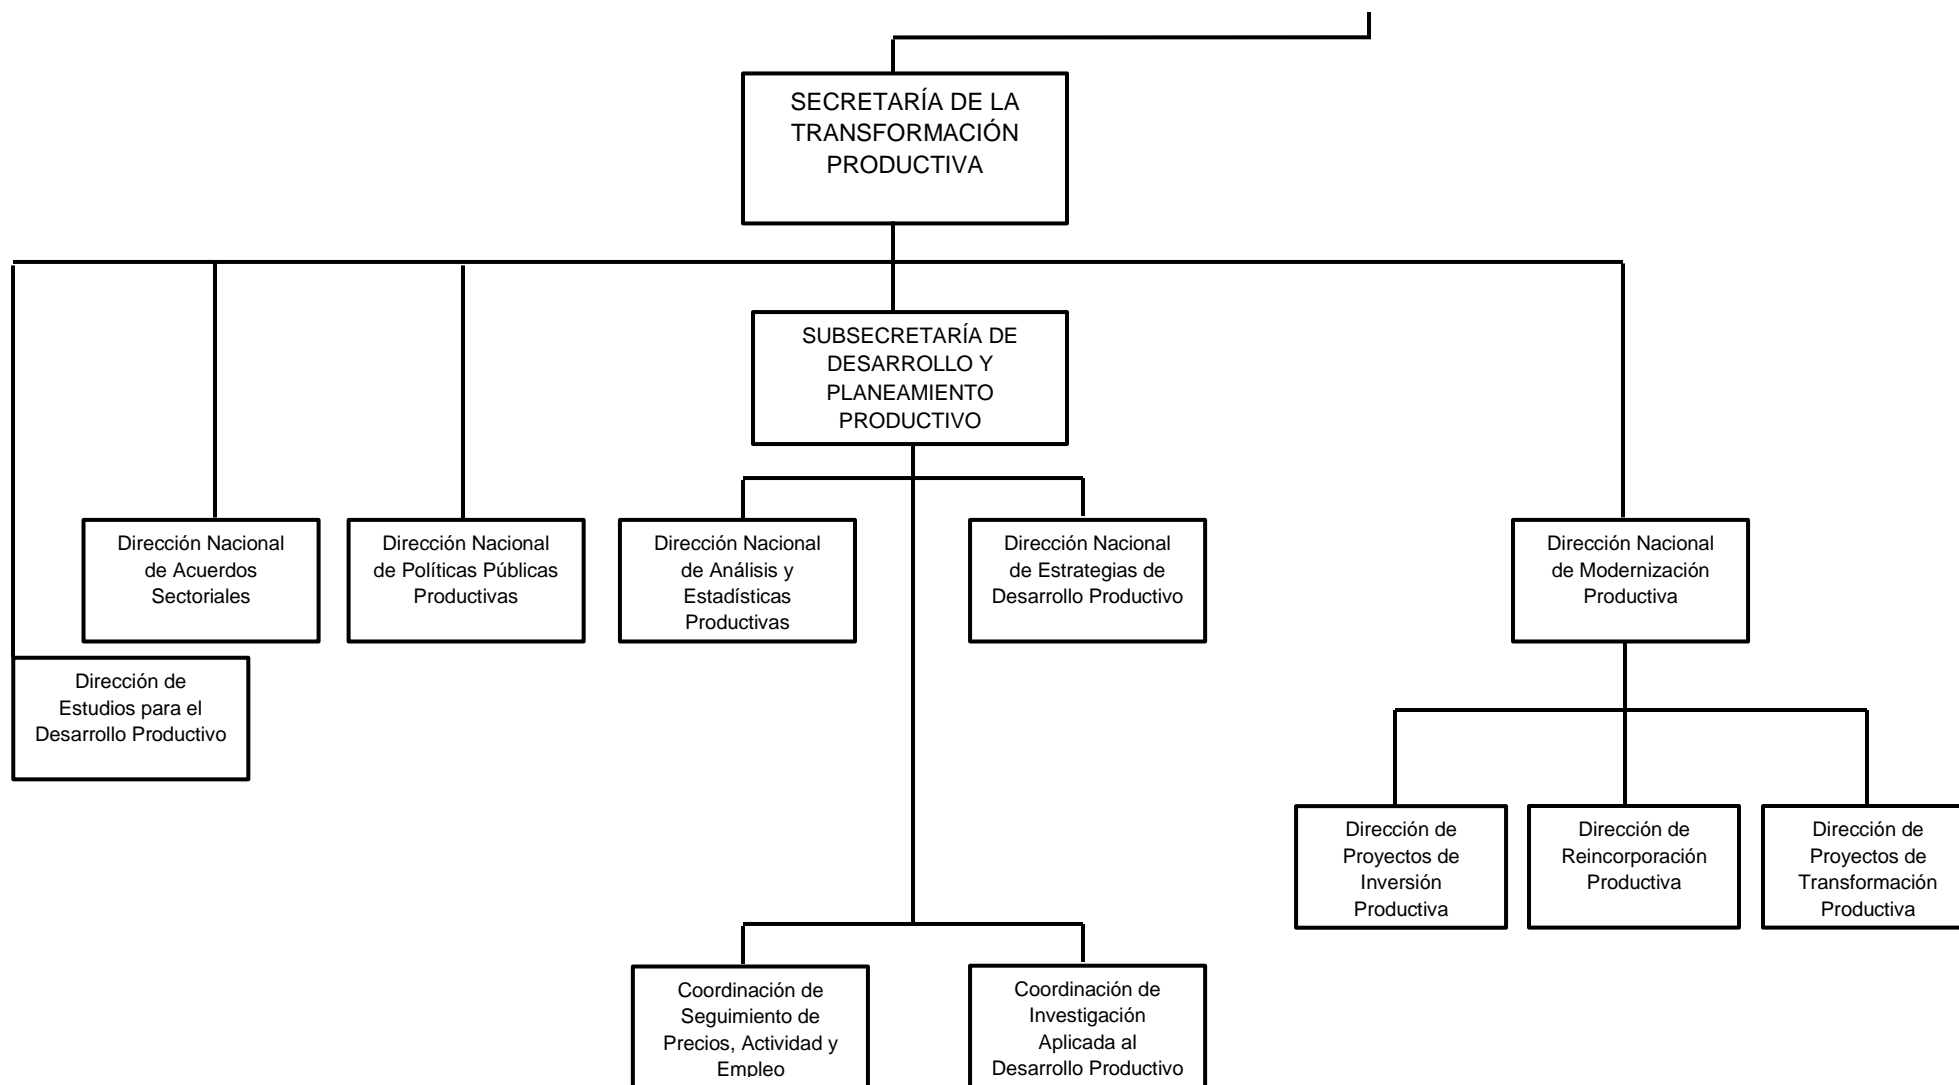 SECRETARÍA DE LA
TRANSFORMACIÓN
PRODUCTIVA
SUBSECRETARÍA DE
DESARROLLO Y
PLANEAMIENTO
PRODUCTIVO
Dirección Nacional
de Acuerdos
Sectoriales
Dirección Nacional
de Políticas Públicas
Productivas
Dirección Nacional
de Análisis y
Estadísticas
Productivas
Dirección Nacional
de Estrategias de
Desarrollo Productivo
Dirección Nacional
de Modernización
Productiva
Dirección de
Estudios para el
Desarrollo Productivo
Dirección de
Proyectos de
Inversión
Productiva
Dirección de
Reincorporación
Productiva
Dirección de
Proyectos de
Transformación
Productiva
Coordinación de
Seguimiento de
Precios, Actividad y
Empleo
Coordinación de
Investigación
Aplicada al
Desarrollo Productivo